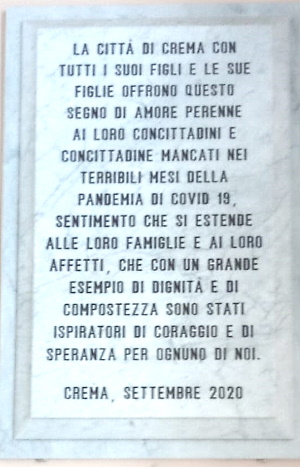 LA CITTÀ DI CREMA CON
TUTTI I SUOI FIGLI E LE SUE
FIGLIE OFFRONO QUESTO
SEGNO DI AMORE PERENNE
AI LORO CONCITTADINI E
CONCITTADINE MANCATI NEI
TERRIBILI MESI DELLA
PANDEMIA DI COVID 19,
SENTIMENTO CHE SI ESTENDE
ALLE LORO FAMIGLIE E AI LORO
AFFETTI, CHE CON UN GRANDE
ESEMPIO DI DIGNITÀ E DI
COMPOSTEZZA SONO STATI
ISPIRATORI DI CORAGGIO E DI
SPERANZA PER OGNUNO DI NOI.
CREMA, SETTEMBRE 2020